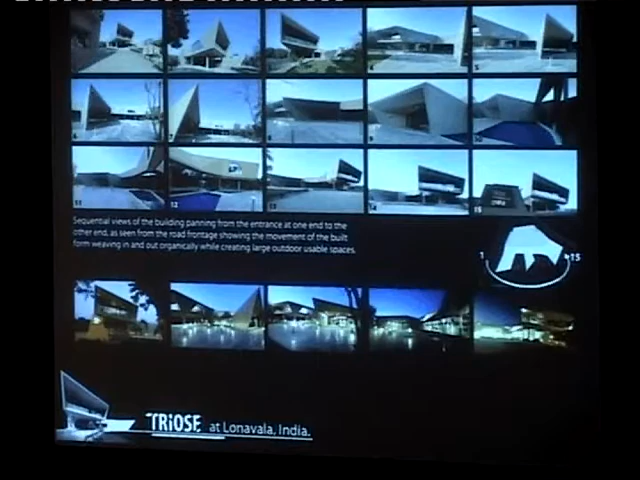 12
15
Sequential views of the building panning from the entrance at one end to the
other end, as seen from the road frontage showing the movement of the built
form weaving in and out organically while creating large outdoor usable spaces.
1 15
TRIOSE at Lonavala, India.